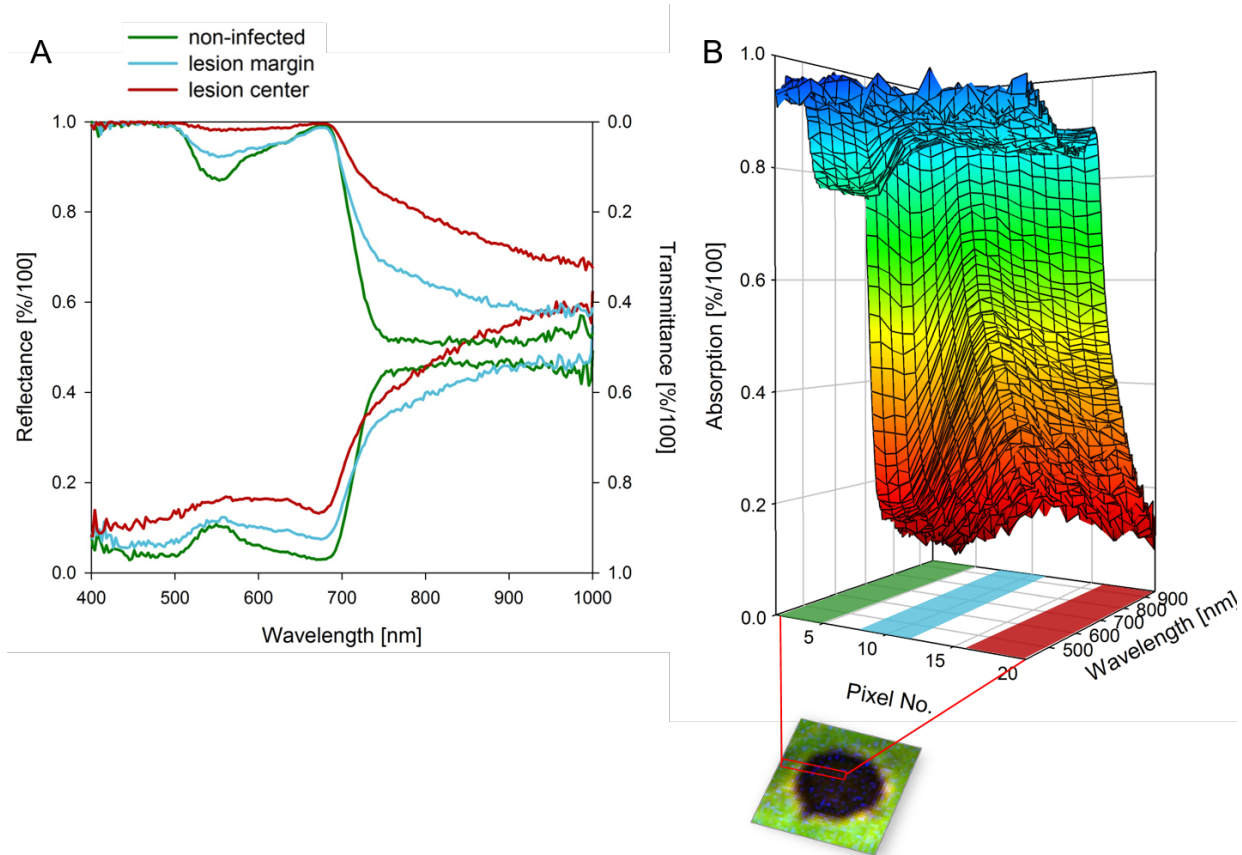 A
non-infected
lesion margin
lesion center
Reflectance [%/100]
1.0
0.8
0.6
0.4
0.2
0.0
0.0
0.2
0.4
0.6
0.8
1.0
Transmittance [%/100]
400 500 600 700 800 900 1000
Wavelength [nm]
B
Absorption [%/100]
1.0
0.8
0.6
0.4
0.2
0.0
5
10
15
20
Pixel No.
500
600
700
800
900
Wavelength [nm]